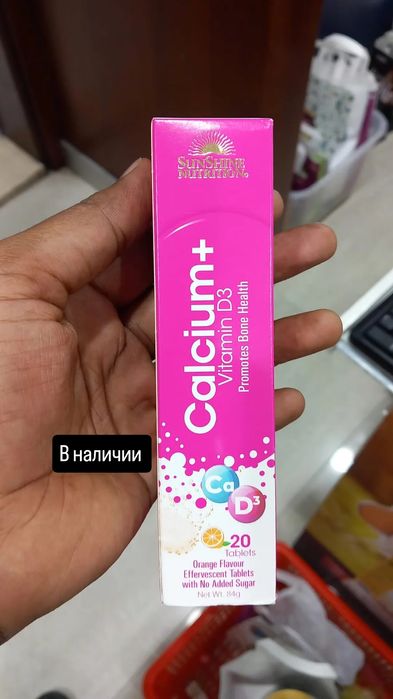 SUNSHINE
NUTRITION®
Calcium+
Vitamin D3
Promotes Bone Health
В наличии
Ca
D³
20
Tablets
Orange Flavour
Effervescent Tablets
with No Added Sugar
Net Wt. 84g